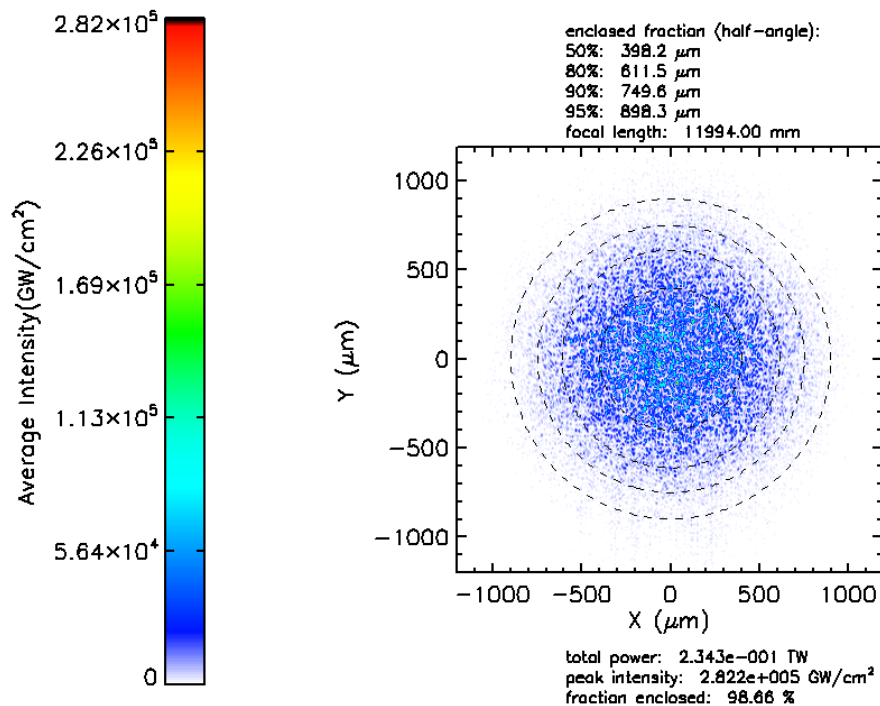 2.82×10⁵
2.26×10⁵
1.69×10⁵
1.13×10⁵
5.64×10⁴
0
Average Intensity(GW/cm²)
enclosed fraction (half-angle):
50%: 398.2 μm
80%: 611.5 μm
90%: 749.6 μm
95%: 898.3 μm
focal length: 11994.00 mm
1000
500
0
-500
-1000
Y (μm)
-1000 -500 0 500 1000
X (μm)
total power: 2.343e-001 TW
peak intensity: 2.822e+005 GW/cm²
fraction enclosed: 98.66 %